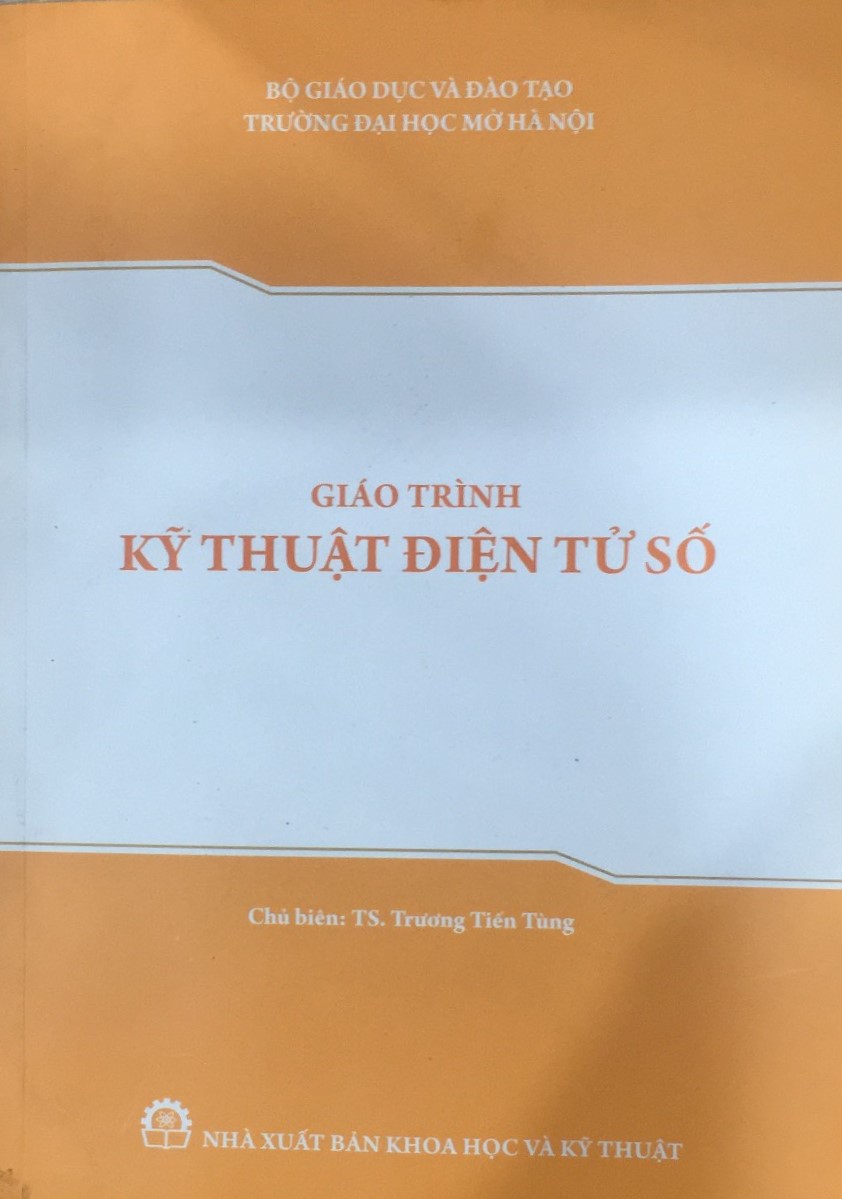 BỘ GIÁO DỤC VÀ ĐÀO TẠO
TRƯỜNG ĐẠI HỌC MỞ HÀ NỘI
GIÁO TRÌNH
KỸ THUẬT ĐIỆN TỬ SỐ
Chủ biên: TS. Trương Tiến Tùng
NHÀ XUẤT BẢN KHOA HỌC VÀ KỸ THUẬT